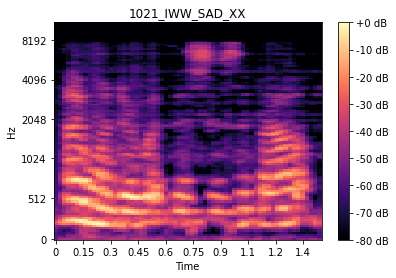 1021_IWW_SAD_XX
+0 dB
8192
-10 dB
4096
-20 dB
-30 dB
2048
Hz
-40 dB
1024
-50 dB
512
-60 dB
-70 dB
0
-80 dB
0 0.15 0.3 0.45 0.6 0.75 0.9 1.1 1.2 1.4
Time